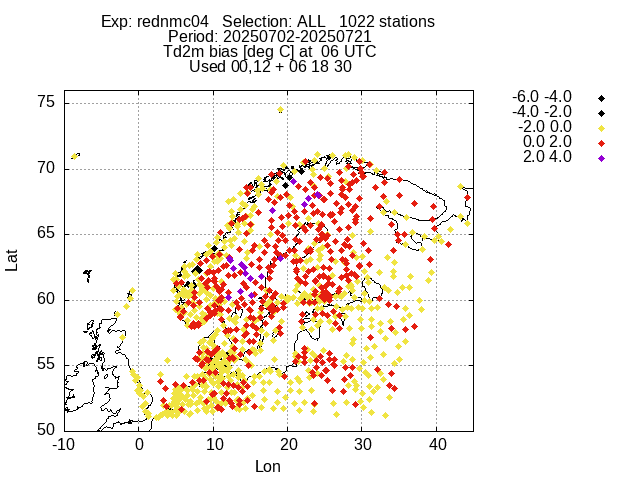 Exp: rednmc04   Selection: ALL   1022 stations
Period: 20250702-20250721
Td2m bias [deg C] at  06 UTC
Used 00,12 + 06 18 30
-6.0 -4.0
-4.0 -2.0
-2.0 0.0
0.0 2.0
2.0 4.0
75
70
65
60
55
50
Lat
-10 0 10 20 30 40
Lon